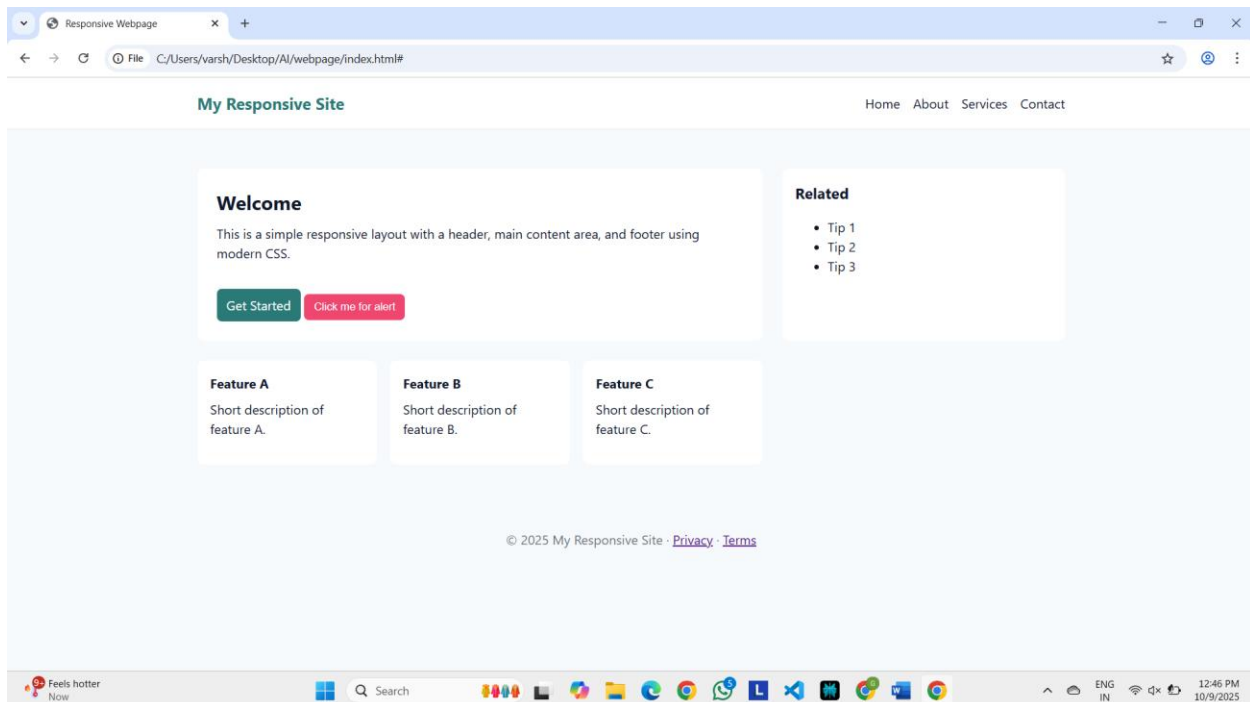 Responsive Webpage
File C:/Users/varsh/Desktop/AI/webpage/index.html#
My Responsive Site
Home About Services Contact
Welcome
This is a simple responsive layout with a header, main content area, and footer using
modern CSS.
Get Started Click me for alert
Related
• Tip 1
• Tip 2
• Tip 3
Feature A
Short description of
feature A.
Feature B
Short description of
feature B.
Feature C
Short description of
feature C.
© 2025 My Responsive Site · Privacy · Terms
9+ Feels hotter
Now
Search
ENG
IN
12:46 PM
10/9/2025